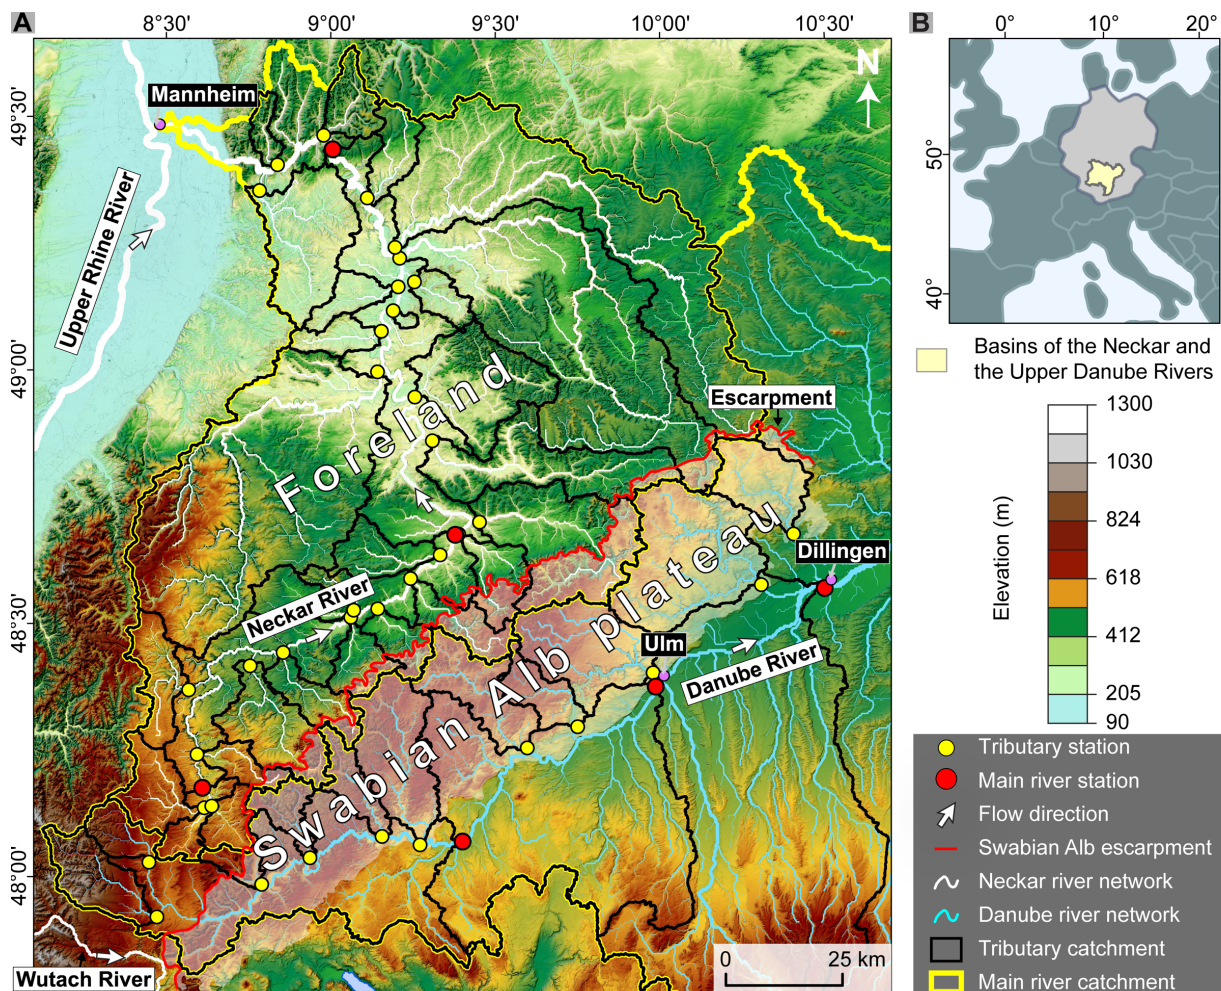 A
8°30'
9°00'
9°30'
10°00'
10°30'
49°30'
49°00'
48°30'
48°00'
N
Mannheim
Upper Rhine River
Foreland
Escarpment
Neckar River
Swabian Alb plateau
Dillingen
Ulm
Danube River
Wutach River
0
25 km
B
0°
10°
20°
50°
40°
Basins of the Neckar and
the Upper Danube Rivers
Elevation (m)
1300
1030
824
618
412
205
90
Tributary station
Main river station
Flow direction
Swabian Alb escarpment
Neckar river network
Danube river network
Tributary catchment
Main river catchment